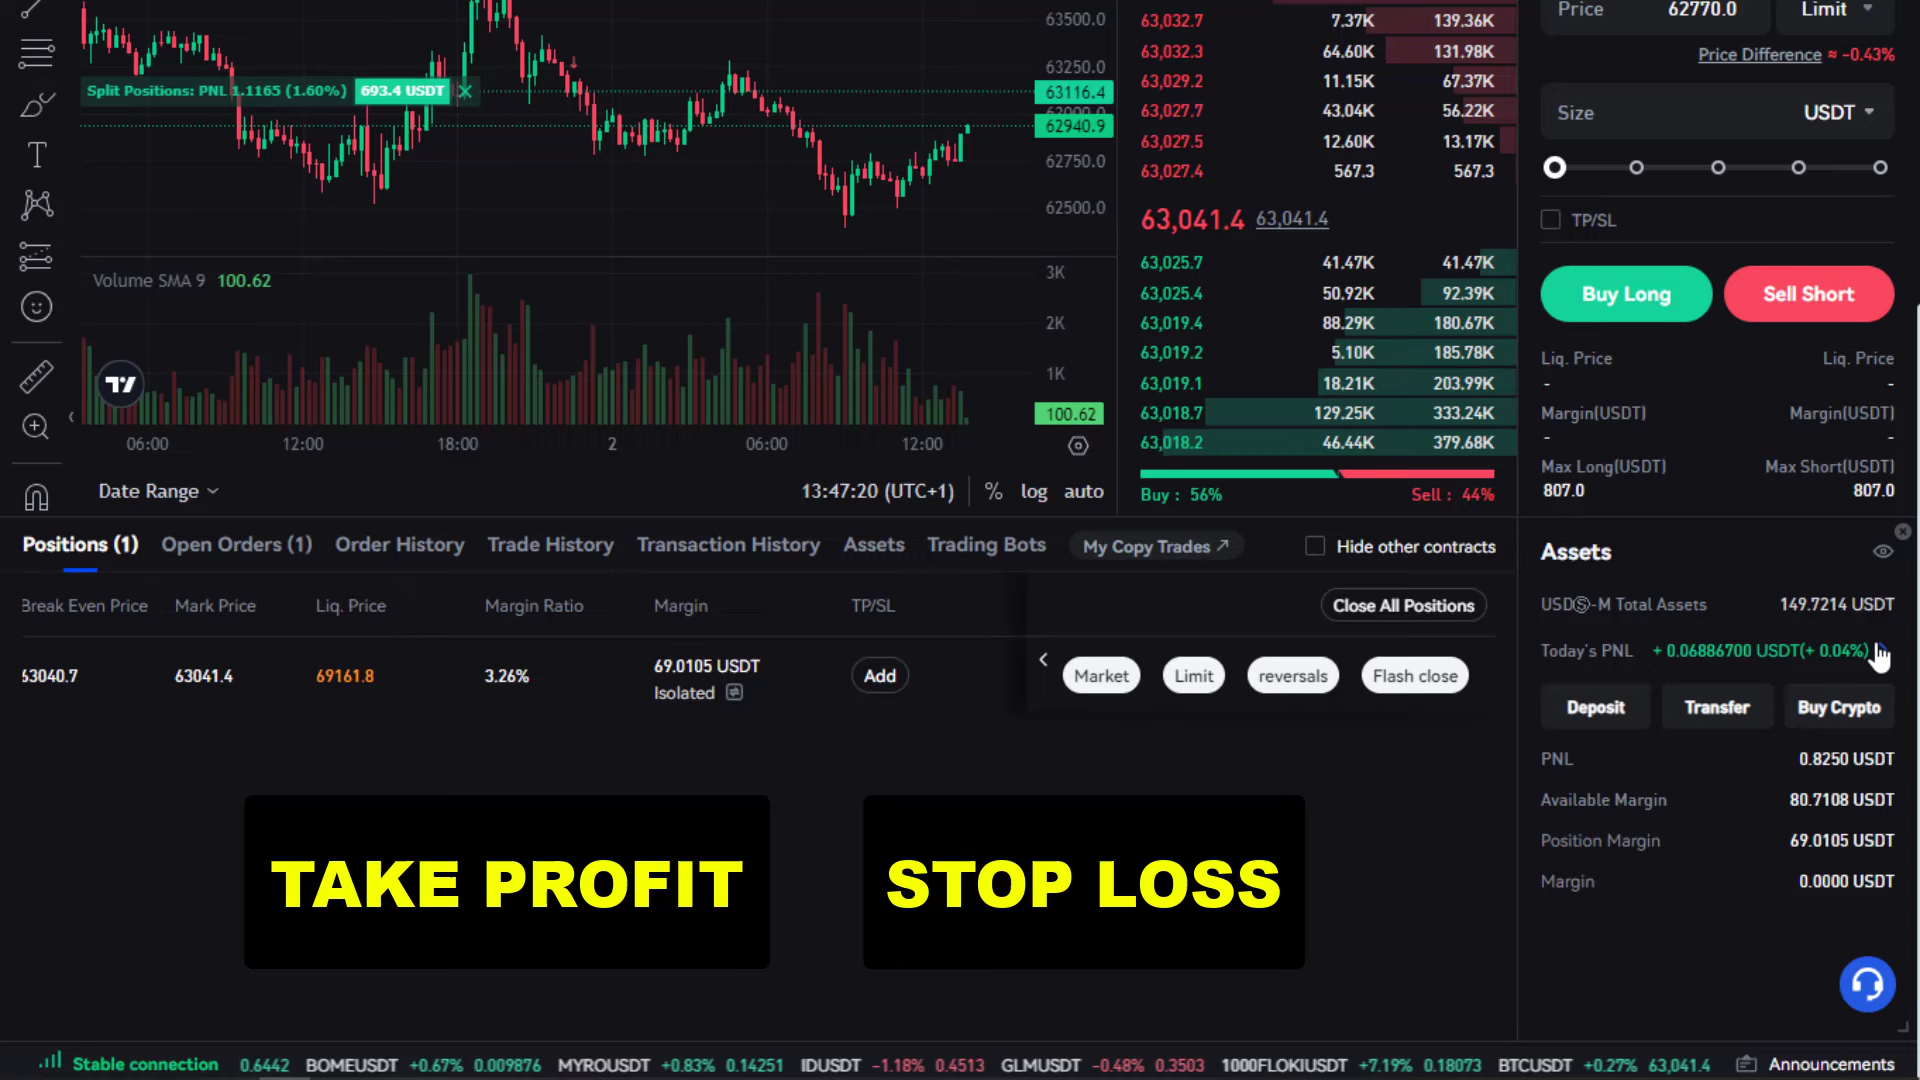 63500.0
63250.0
Split Positions: PNL 1.1165 (1.60%) 693.4 USDT
63116.4
63000.0
62940.9
62750.0
62500.0
Volume SMA 9 100.62
3K
2K
1K
100.62
06:00 12:00 18:00 2 06:00 12:00
Date Range 13:47:20 (UTC+1) % log auto
63,032.7 7.37K 139.36K
63,032.3 64.60K 131.98K
63,029.2 11.15K 67.37K
63,027.7 43.04K 56.22K
63,027.5 12.60K 13.17K
63,027.4 567.3 567.3
63,041.4 63,041.4
63,025.7 41.47K 41.47K
63,025.4 50.92K 92.39K
63,019.4 88.29K 180.67K
63,019.2 5.10K 185.78K
63,019.1 18.21K 203.99K
63,018.7 129.25K 333.24K
63,018.2 46.44K 379.68K
Buy : 56% Sell : 44%
Price 62770.0 Limit
Price Difference ≈ -0.43%
Size USDT
TP/SL
Buy Long Sell Short
Liq. Price Liq. Price
- -
Margin(USDT) Margin(USDT)
- -
Max Long(USDT) Max Short(USDT)
807.0 807.0
Positions (1) Open Orders (1) Order History Trade History Transaction History Assets Trading Bots My Copy Trades ↗ Hide other contracts
Break Even Price Mark Price Liq. Price Margin Ratio Margin TP/SL Close All Positions
63040.7 63041.4 69161.8 3.26% 69.0105 USDT Add Market Limit reversals Flash close
Isolated
TAKE PROFIT STOP LOSS
Assets
USDⓈ-M Total Assets 149.7214 USDT
Today's PNL + 0.06886700 USDT(+ 0.04%)
Deposit Transfer Buy Crypto
PNL 0.8250 USDT
Available Margin 80.7108 USDT
Position Margin 69.0105 USDT
Margin 0.0000 USDT
Stable connection 0.6442 BOMEUSDT +0.67% 0.009876 MYROUSDT +0.83% 0.14251 IDUSDT -1.18% 0.4513 GLMUSDT -0.48% 0.3503 1000FLOKIUSDT +7.19% 0.18073 BTCUSDT +0.27% 63,041.4 Announcements